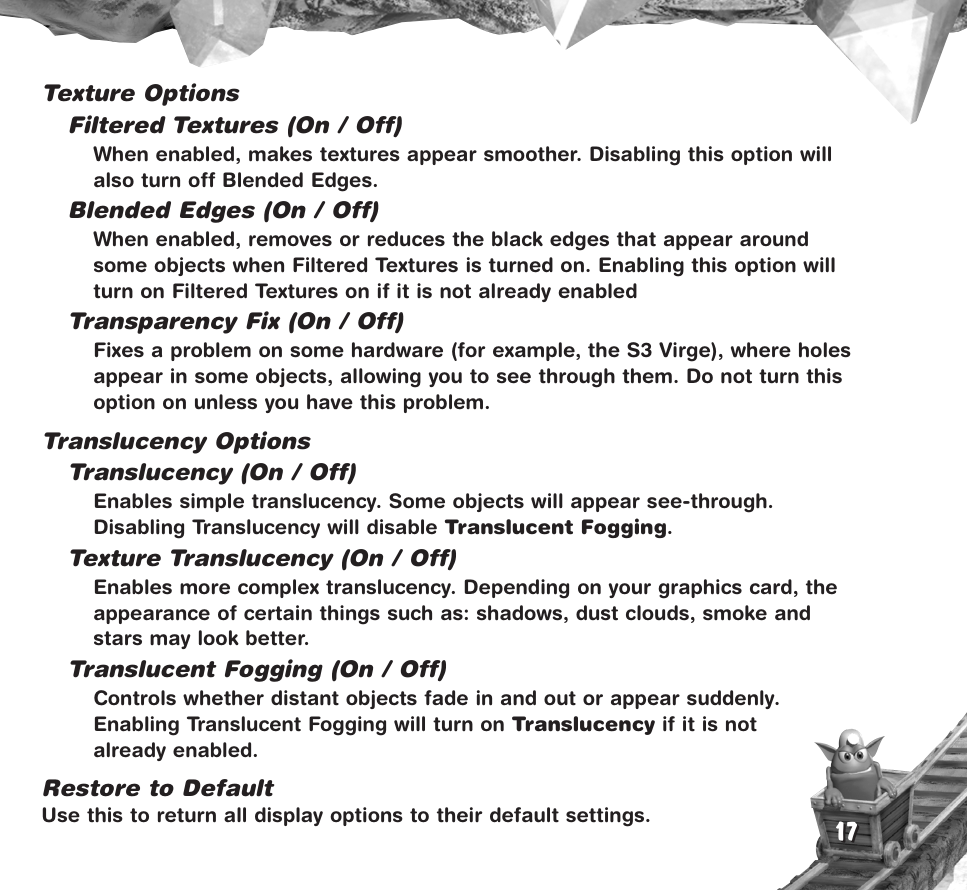 Texture Options
Filtered Textures (On / Off)
When enabled, makes textures appear smoother. Disabling this option will
also turn off Blended Edges.
Blended Edges (On / Off)
When enabled, removes or reduces the black edges that appear around
some objects when Filtered Textures is turned on. Enabling this option will
turn on Filtered Textures on if it is not already enabled
Transparency Fix (On / Off)
Fixes a problem on some hardware (for example, the S3 Virge), where holes
appear in some objects, allowing you to see through them. Do not turn this
option on unless you have this problem.
Translucency Options
Translucency (On / Off)
Enables simple translucency. Some objects will appear see-through.
Disabling Translucency will disable Translucent Fogging.
Texture Translucency (On / Off)
Enables more complex translucency. Depending on your graphics card, the
appearance of certain things such as: shadows, dust clouds, smoke and
stars may look better.
Translucent Fogging (On / Off)
Controls whether distant objects fade in and out or appear suddenly.
Enabling Translucent Fogging will turn on Translucency if it is not
already enabled.
Restore to Default
Use this to return all display options to their default settings.
17